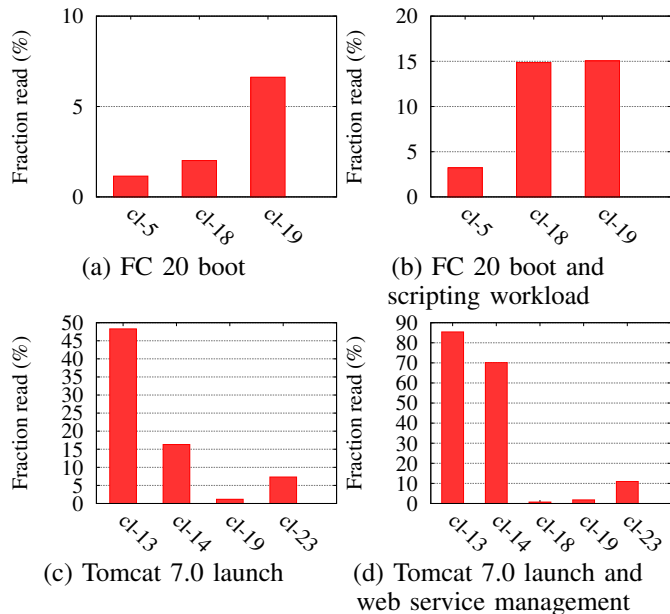 10
5
0
Fraction read (%)
cl-5
cl-18
cl-19
(a) FC 20 boot
20
15
10
5
0
Fraction read (%)
cl-5
cl-18
cl-19
(b) FC 20 boot and
scripting workload
50
45
40
35
30
25
20
15
10
5
0
Fraction read (%)
cl-13
cl-14
cl-19
cl-23
(c) Tomcat 7.0 launch
90
80
70
60
50
40
30
20
10
0
Fraction read (%)
cl-13
cl-14
cl-18
cl-19
cl-23
(d) Tomcat 7.0 launch and
web service management